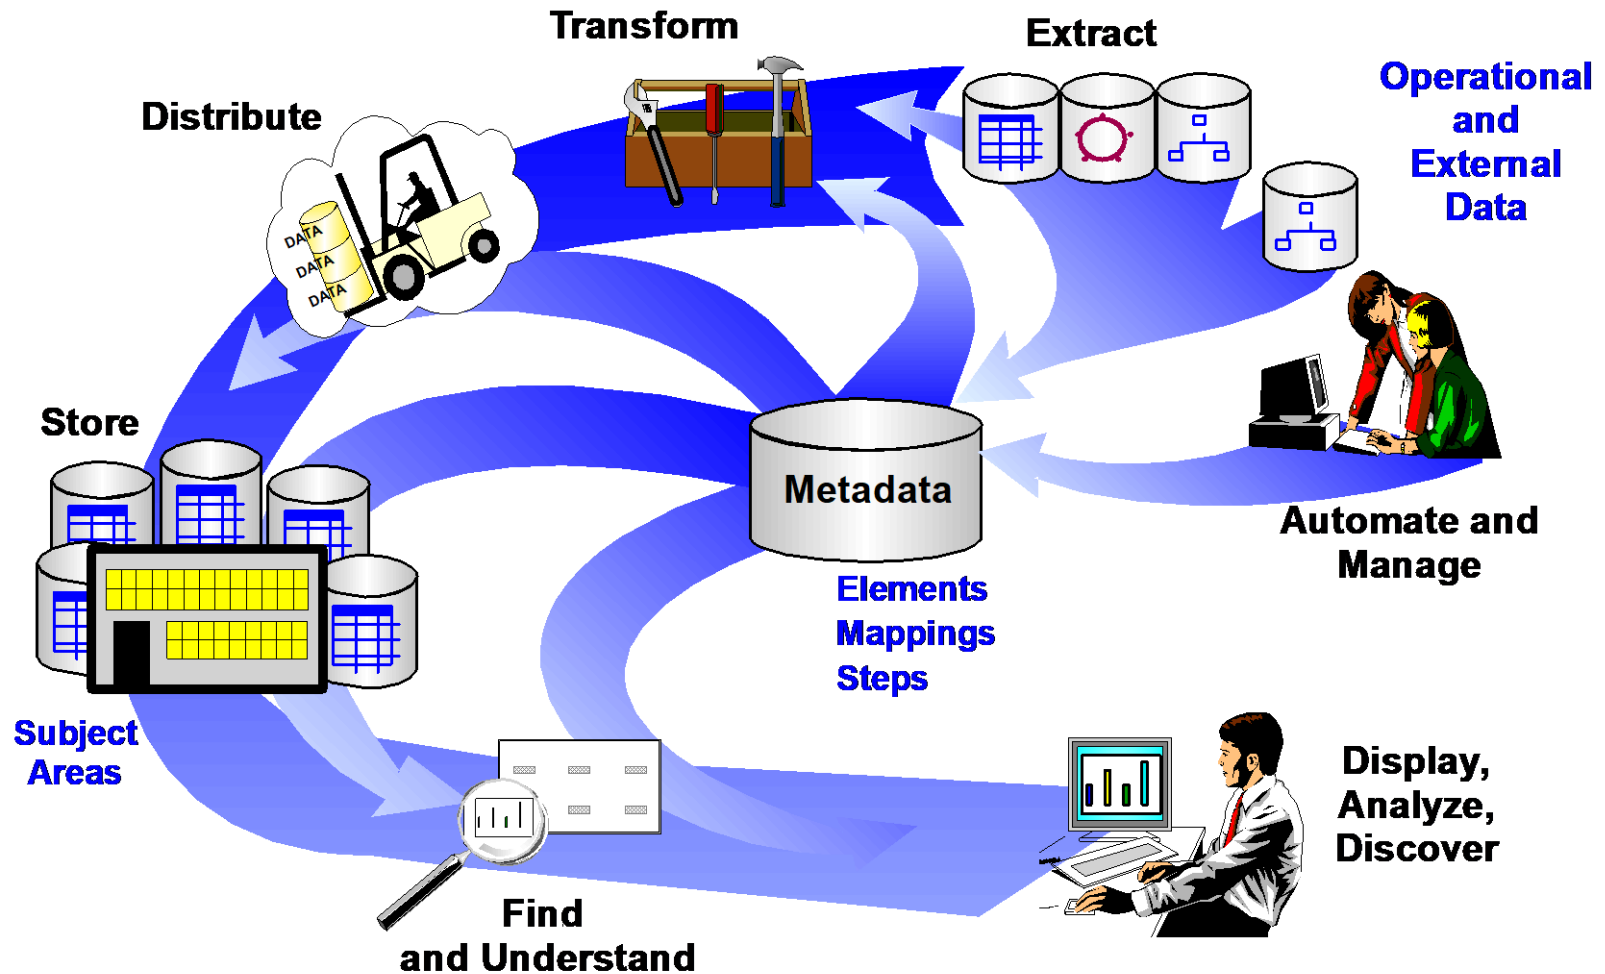 Transform
Extract
Operational
and
External
Data
Distribute
DATA
DATA
DATA
Store
Metadata
Elements
Mappings
Steps
Automate and
Manage
Subject
Areas
Display,
Analyze,
Discover
Find
and Understand